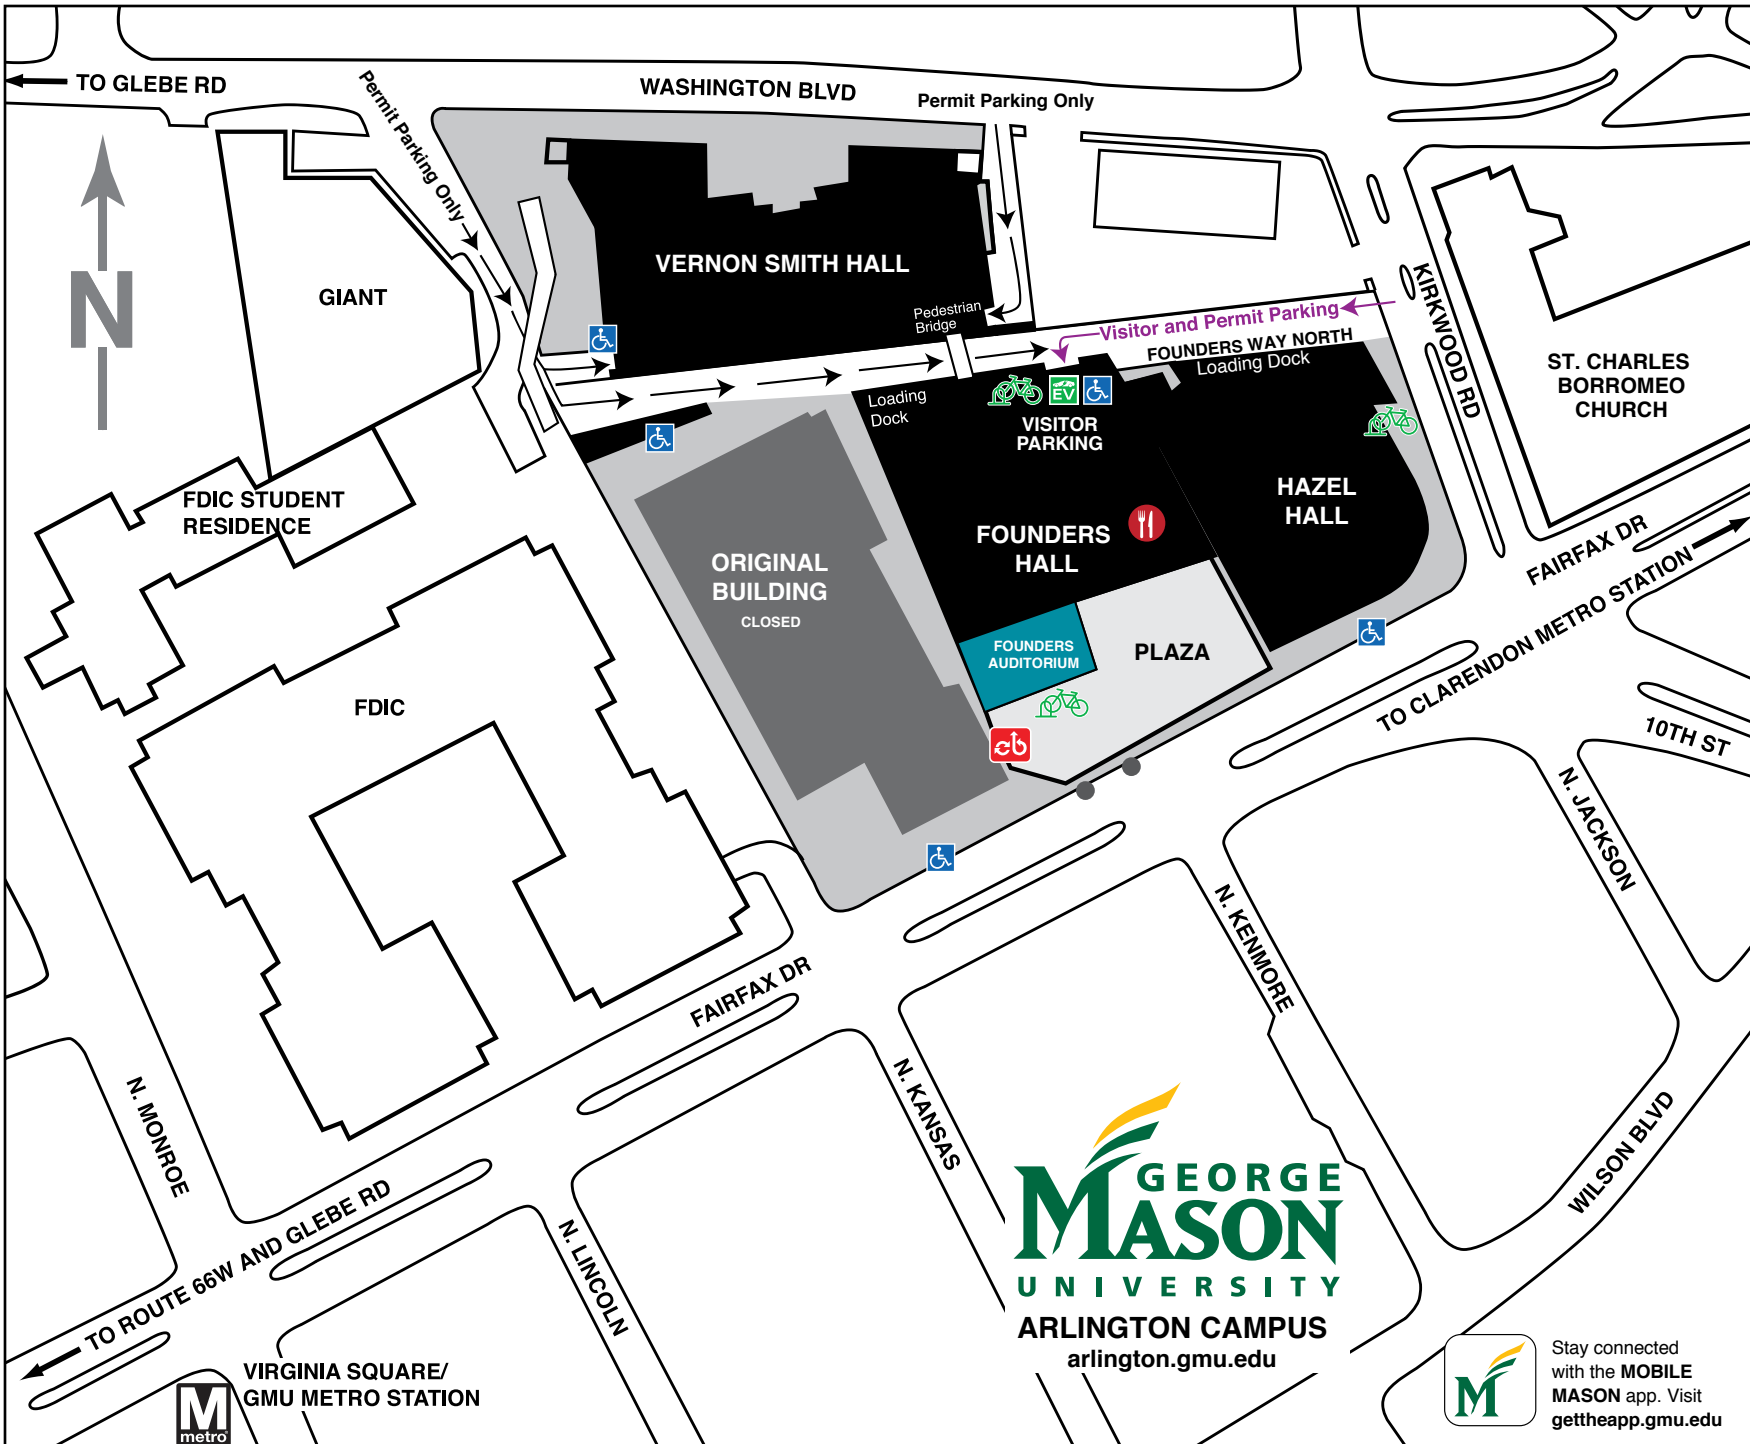 TO GLEBE RD
WASHINGTON BLVD
Permit Parking Only
Permit Parking Only
N
GIANT
VERNON SMITH HALL
Pedestrian
Bridge
Visitor and Permit Parking
FOUNDERS WAY NORTH
Loading Dock
KIRKWOOD RD
ST. CHARLES
BORROMEO
CHURCH
Loading
Dock
EV
VISITOR
PARKING
FDIC STUDENT
RESIDENCE
HAZEL
HALL
FOUNDERS
HALL
ORIGINAL
BUILDING
CLOSED
FAIRFAX DR
TO CLARENDON METRO STATION
FOUNDERS
AUDITORIUM
PLAZA
FDIC
cb
10TH ST
N. JACKSON
N. KENMORE
FAIRFAX DR
N. KANSAS
N. MONROE
WILSON BLVD
TO ROUTE 66W AND GLEBE RD
N. LINCOLN
GEORGE
MASON
UNIVERSITY
ARLINGTON CAMPUS
arlington.gmu.edu
VIRGINIA SQUARE/
GMU METRO STATION
M
metro
M
Stay connected
with the MOBILE
MASON app. Visit
gettheapp.gmu.edu